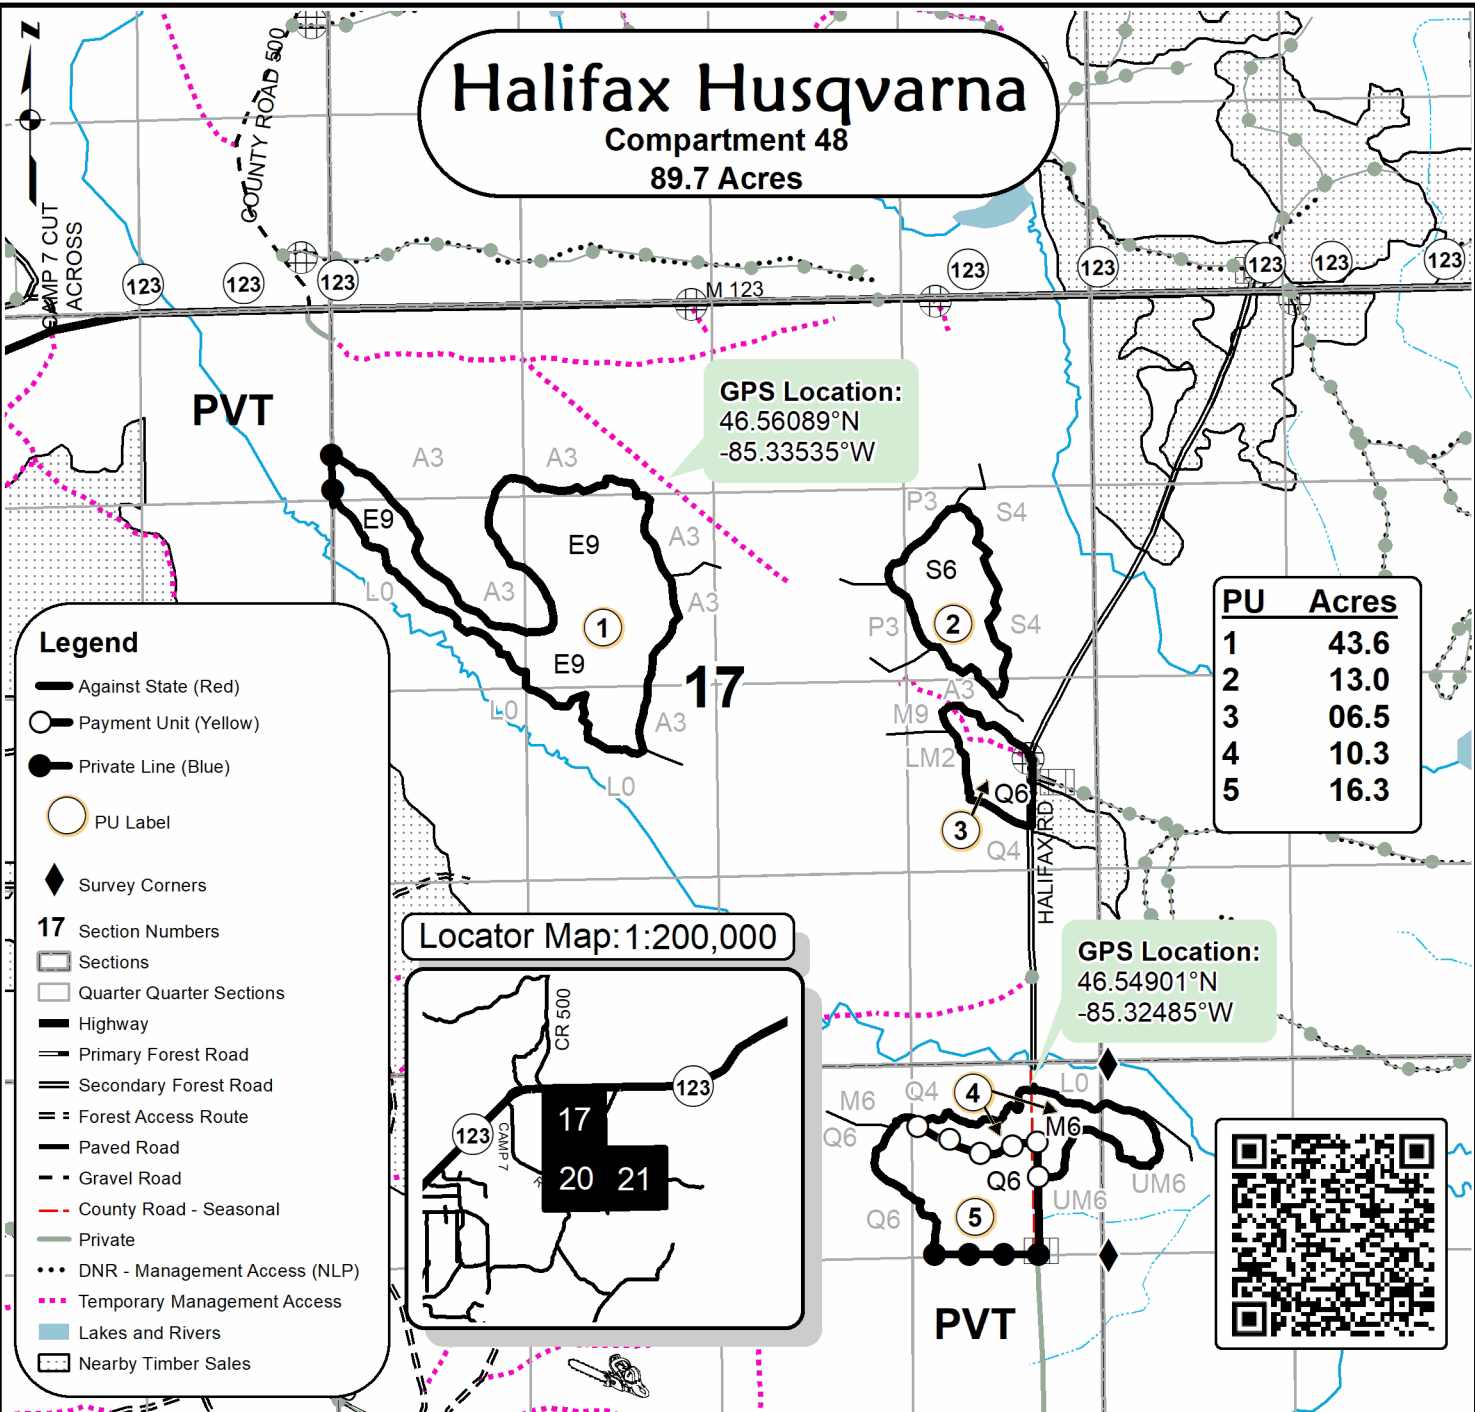 Halifax Husqvarna
Compartment 48
89.7 Acres
N
COUNTY ROAD 500
CAMP 7 CUT
ACROSS
123
123
123
123
123
123
123
123
M 123
PVT
GPS Location:
46.56089°N
-85.33535°W
A3
A3
E9
E9
A3
L0
A3
A3
1
E9
17
L0
A3
L0
P3
S4
S6
P3
2
S4
A3
M9
LM2
Q6
3
Q4
HALIFAX RD
PU Acres
1 43.6
2 13.0
3 06.5
4 10.3
5 16.3
Legend
Against State (Red)
Payment Unit (Yellow)
Private Line (Blue)
PU Label
Survey Corners
17 Section Numbers
Sections
Quarter Quarter Sections
Highway
Primary Forest Road
Secondary Forest Road
Forest Access Route
Paved Road
Gravel Road
County Road - Seasonal
Private
DNR - Management Access (NLP)
Temporary Management Access
Lakes and Rivers
Nearby Timber Sales
Locator Map: 1:200,000
CR 500
123
123
CAMP 7
17
20 21
GPS Location:
46.54901°N
-85.32485°W
M6
Q4
4
L0
Q6
M6
Q6
UM6
UM6
Q6
5
PVT